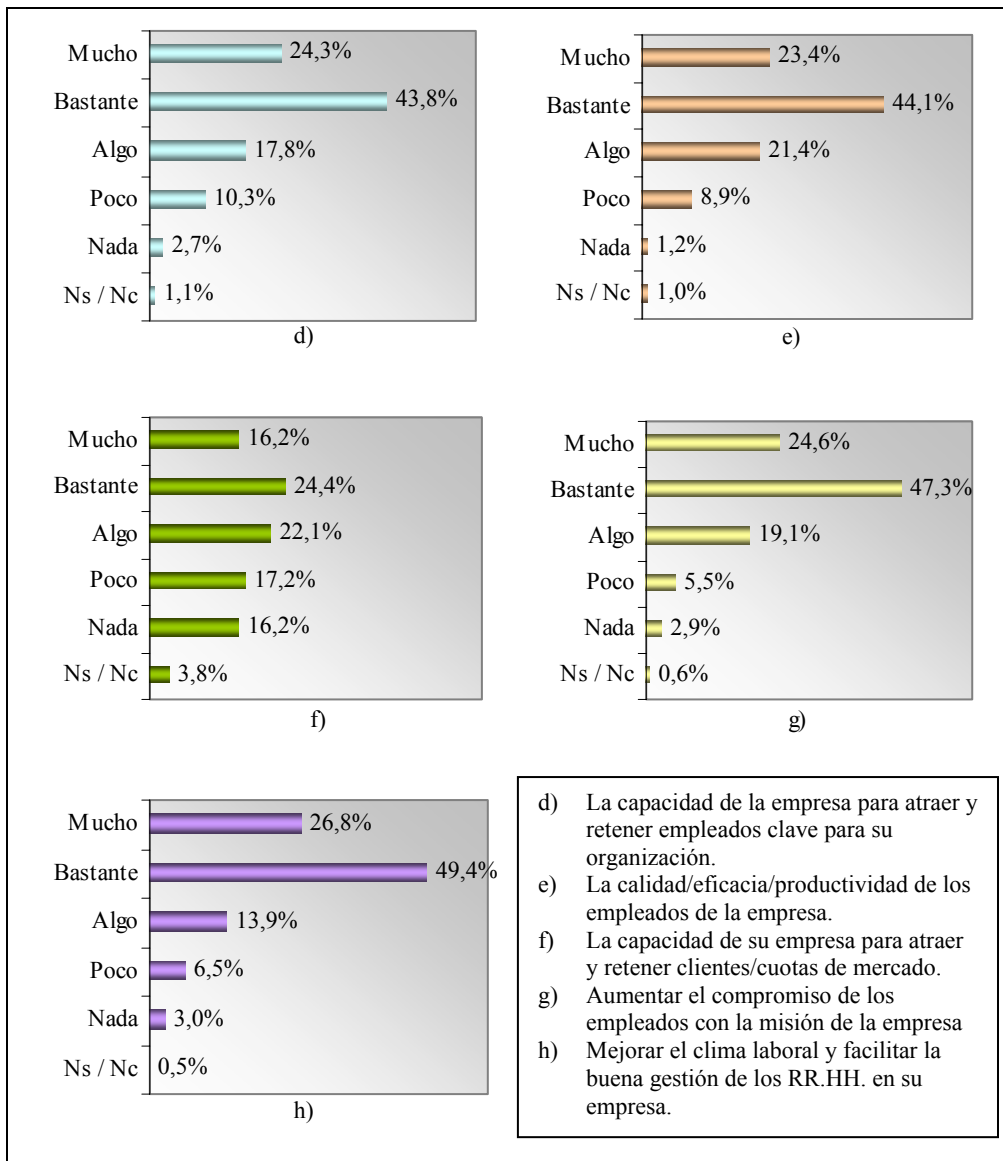 Mucho 24,3%
Bastante 43,8%
Algo 17,8%
Poco 10,3%
Nada 2,7%
Ns / Nc 1,1%
d)
Mucho 23,4%
Bastante 44,1%
Algo 21,4%
Poco 8,9%
Nada 1,2%
Ns / Nc 1,0%
e)
Mucho 16,2%
Bastante 24,4%
Algo 22,1%
Poco 17,2%
Nada 16,2%
Ns / Nc 3,8%
f)
Mucho 24,6%
Bastante 47,3%
Algo 19,1%
Poco 5,5%
Nada 2,9%
Ns / Nc 0,6%
g)
Mucho 26,8%
Bastante 49,4%
Algo 13,9%
Poco 6,5%
Nada 3,0%
Ns / Nc 0,5%
h)
d) La capacidad de la empresa para atraer y
retener empleados clave para su
organización.
e) La calidad/eficacia/productividad de los
empleados de la empresa.
f) La capacidad de su empresa para atraer
y retener clientes/cuotas de mercado.
g) Aumentar el compromiso de los
empleados con la misión de la empresa
h) Mejorar el clima laboral y facilitar la
buena gestión de los RR.HH. en su
empresa.